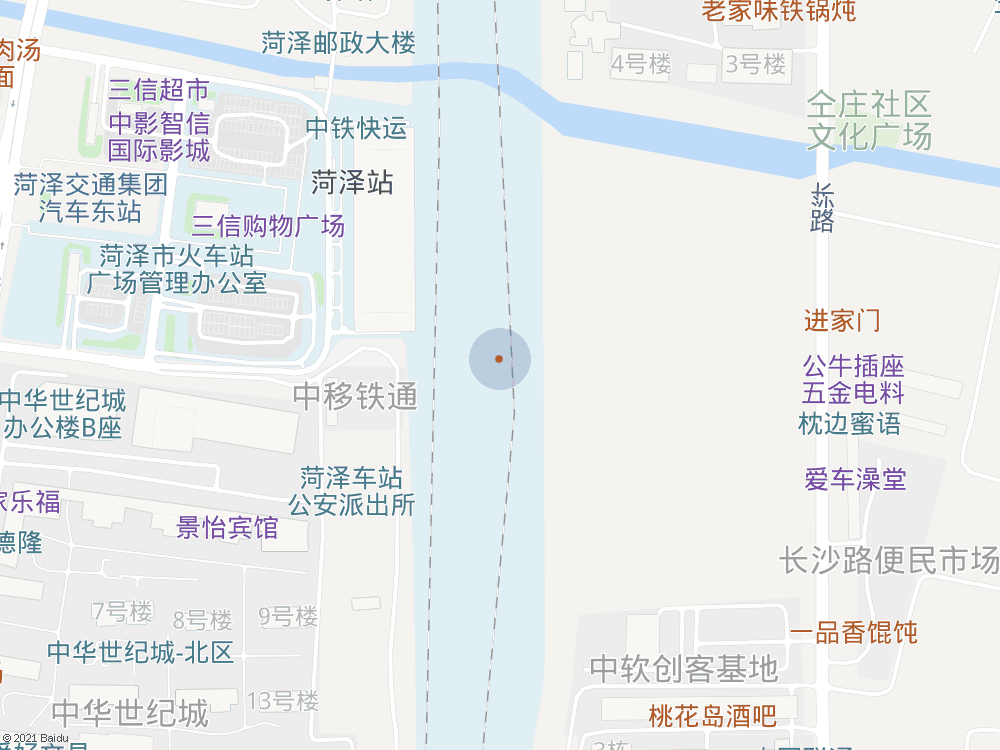 老家味铁锅炖
菏泽邮政大楼
肉汤
面
4号楼
3号楼
三信超市
中影智信
国际影城
中铁快运
仝庄社区
文化广场
菏泽站
菏泽交通集团
汽车东站
三信购物广场
路
菏泽市火车站
广场管理办公室
进家门
公牛插座
五金电料
枕边蜜语
中移铁通
中华世纪城
办公楼B座
爱车澡堂
菏泽车站
公安派出所
家乐福
景怡宾馆
德隆
长沙路便民市场
7号楼
8号楼
9号楼
一品香馄饨
中华世纪城-北区
中软创客基地
13号楼
中华世纪城
桃花岛酒吧
© 2021 Baidu